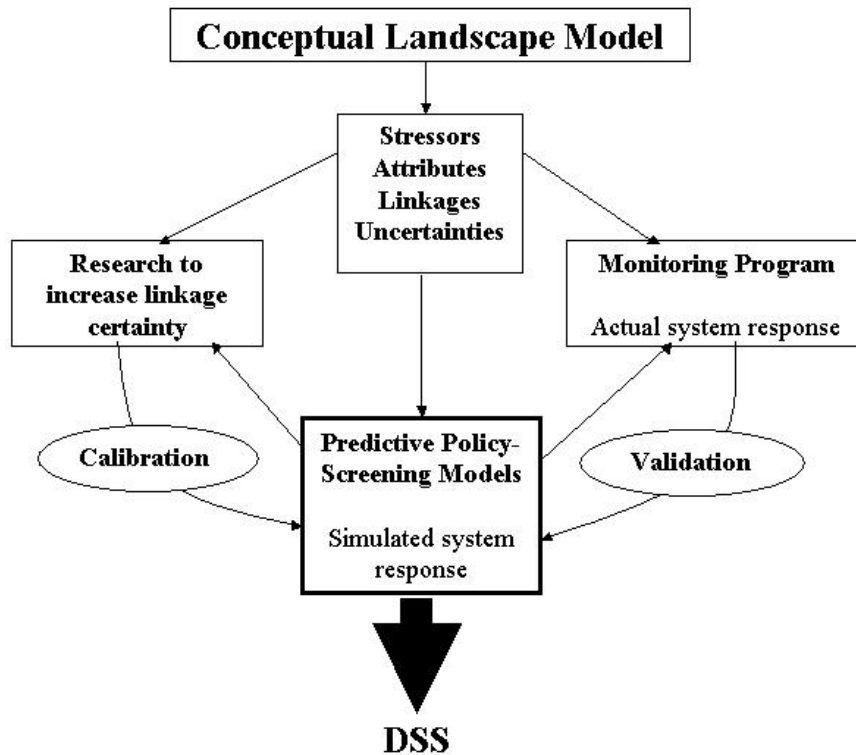 Conceptual Landscape Model
Stressors
Attributes
Linkages
Uncertainties
Research to
increase linkage
certainty
Monitoring Program
Actual system response
Calibration
Predictive Policy-
Screening Models
Simulated system
response
Validation
DSS